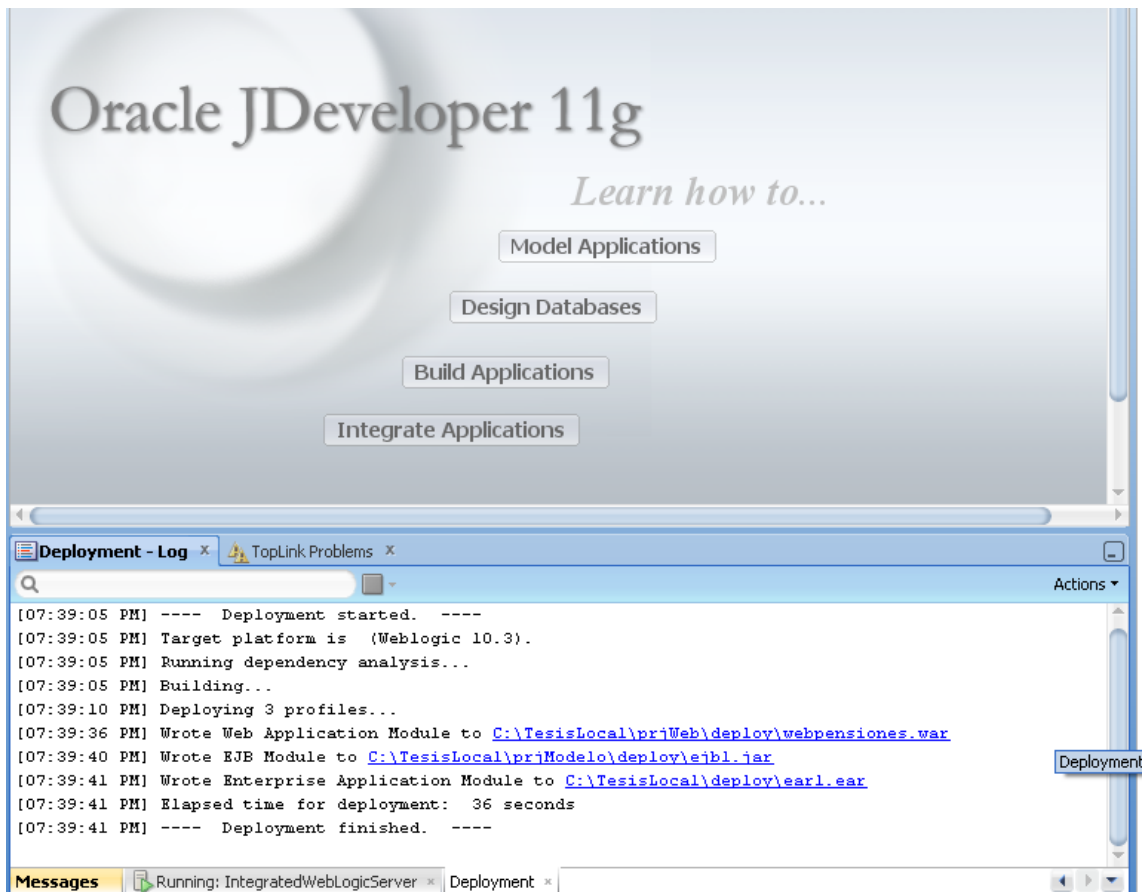 Oracle JDeveloper 11g
Learn how to...
Model Applications
Design Databases
Build Applications
Integrate Applications
Deployment - Log x TopLink Problems x
Actions
[07:39:05 PM] ---- Deployment started. ----
[07:39:05 PM] Target platform is (Weblogic 10.3).
[07:39:05 PM] Running dependency analysis...
[07:39:05 PM] Building...
[07:39:10 PM] Deploying 3 profiles...
[07:39:36 PM] Wrote Web Application Module to C:\TesisLocal\prjWeb\deploy\webpensiones.war
[07:39:40 PM] Wrote EJB Module to C:\TesisLocal\prjModelo\deploy\ejb1.jar
[07:39:41 PM] Wrote Enterprise Application Module to C:\TesisLocal\deploy\ear1.ear
[07:39:41 PM] Elapsed time for deployment: 36 seconds
[07:39:41 PM] ---- Deployment finished. ----
Deployment
Messages Running: IntegratedWebLogicServer x Deployment x